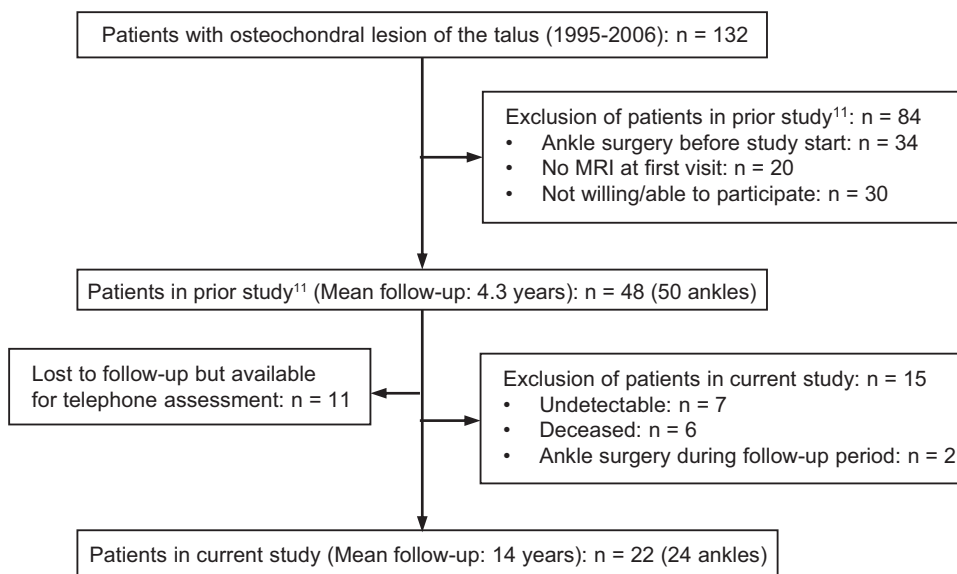 Patients with osteochondral lesion of the talus (1995-2006): n = 132
Exclusion of patients in prior study¹¹: n = 84
• Ankle surgery before study start: n = 34
• No MRI at first visit: n = 20
• Not willing/able to participate: n = 30
Patients in prior study¹¹ (Mean follow-up: 4.3 years): n = 48 (50 ankles)
Lost to follow-up but available
for telephone assessment: n = 11
Exclusion of patients in current study: n = 15
• Undetectable: n = 7
• Deceased: n = 6
• Ankle surgery during follow-up period: n = 2
Patients in current study (Mean follow-up: 14 years): n = 22 (24 ankles)